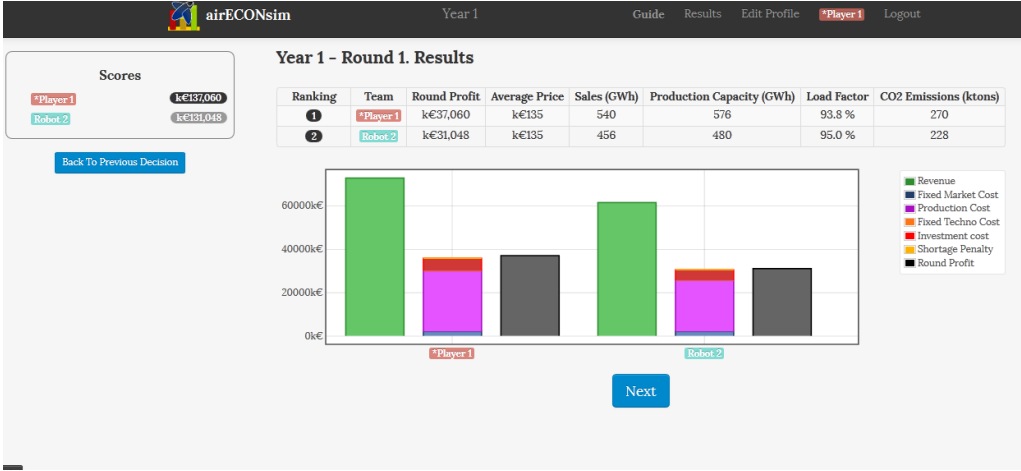 airECONsim Year 1 Guide Results Edit Profile *Player 1 Logout
Scores
*Player 1 k€137,060
Robot 2 k€131,048
Back To Previous Decision
Year 1 - Round 1. Results
Ranking Team Round Profit Average Price Sales (GWh) Production Capacity (GWh) Load Factor CO2 Emissions (ktons)
1 *Player 1 k€37,060 k€135 540 576 93.8 % 270
2 Robot 2 k€31,048 k€135 456 480 95.0 % 228
60000k€
40000k€
20000k€
0k€
*Player 1 Robot 2
Revenue
Fixed Market Cost
Production Cost
Fixed Techno Cost
Investment cost
Shortage Penalty
Round Profit
Next